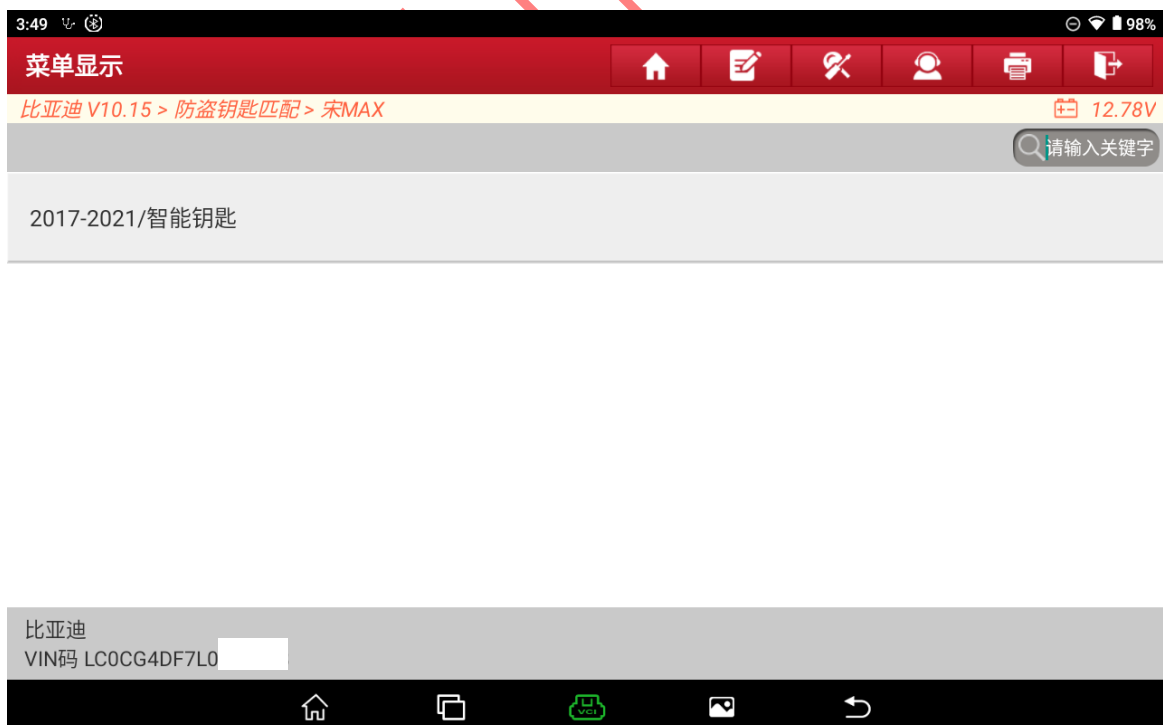 3:49 98%
菜单显示
比亚迪 V10.15 > 防盗钥匙匹配 > 宋MAX 12.78V
请输入关键字
2017-2021/智能钥匙
比亚迪
VIN码 LC0CG4DF7L0
VCI